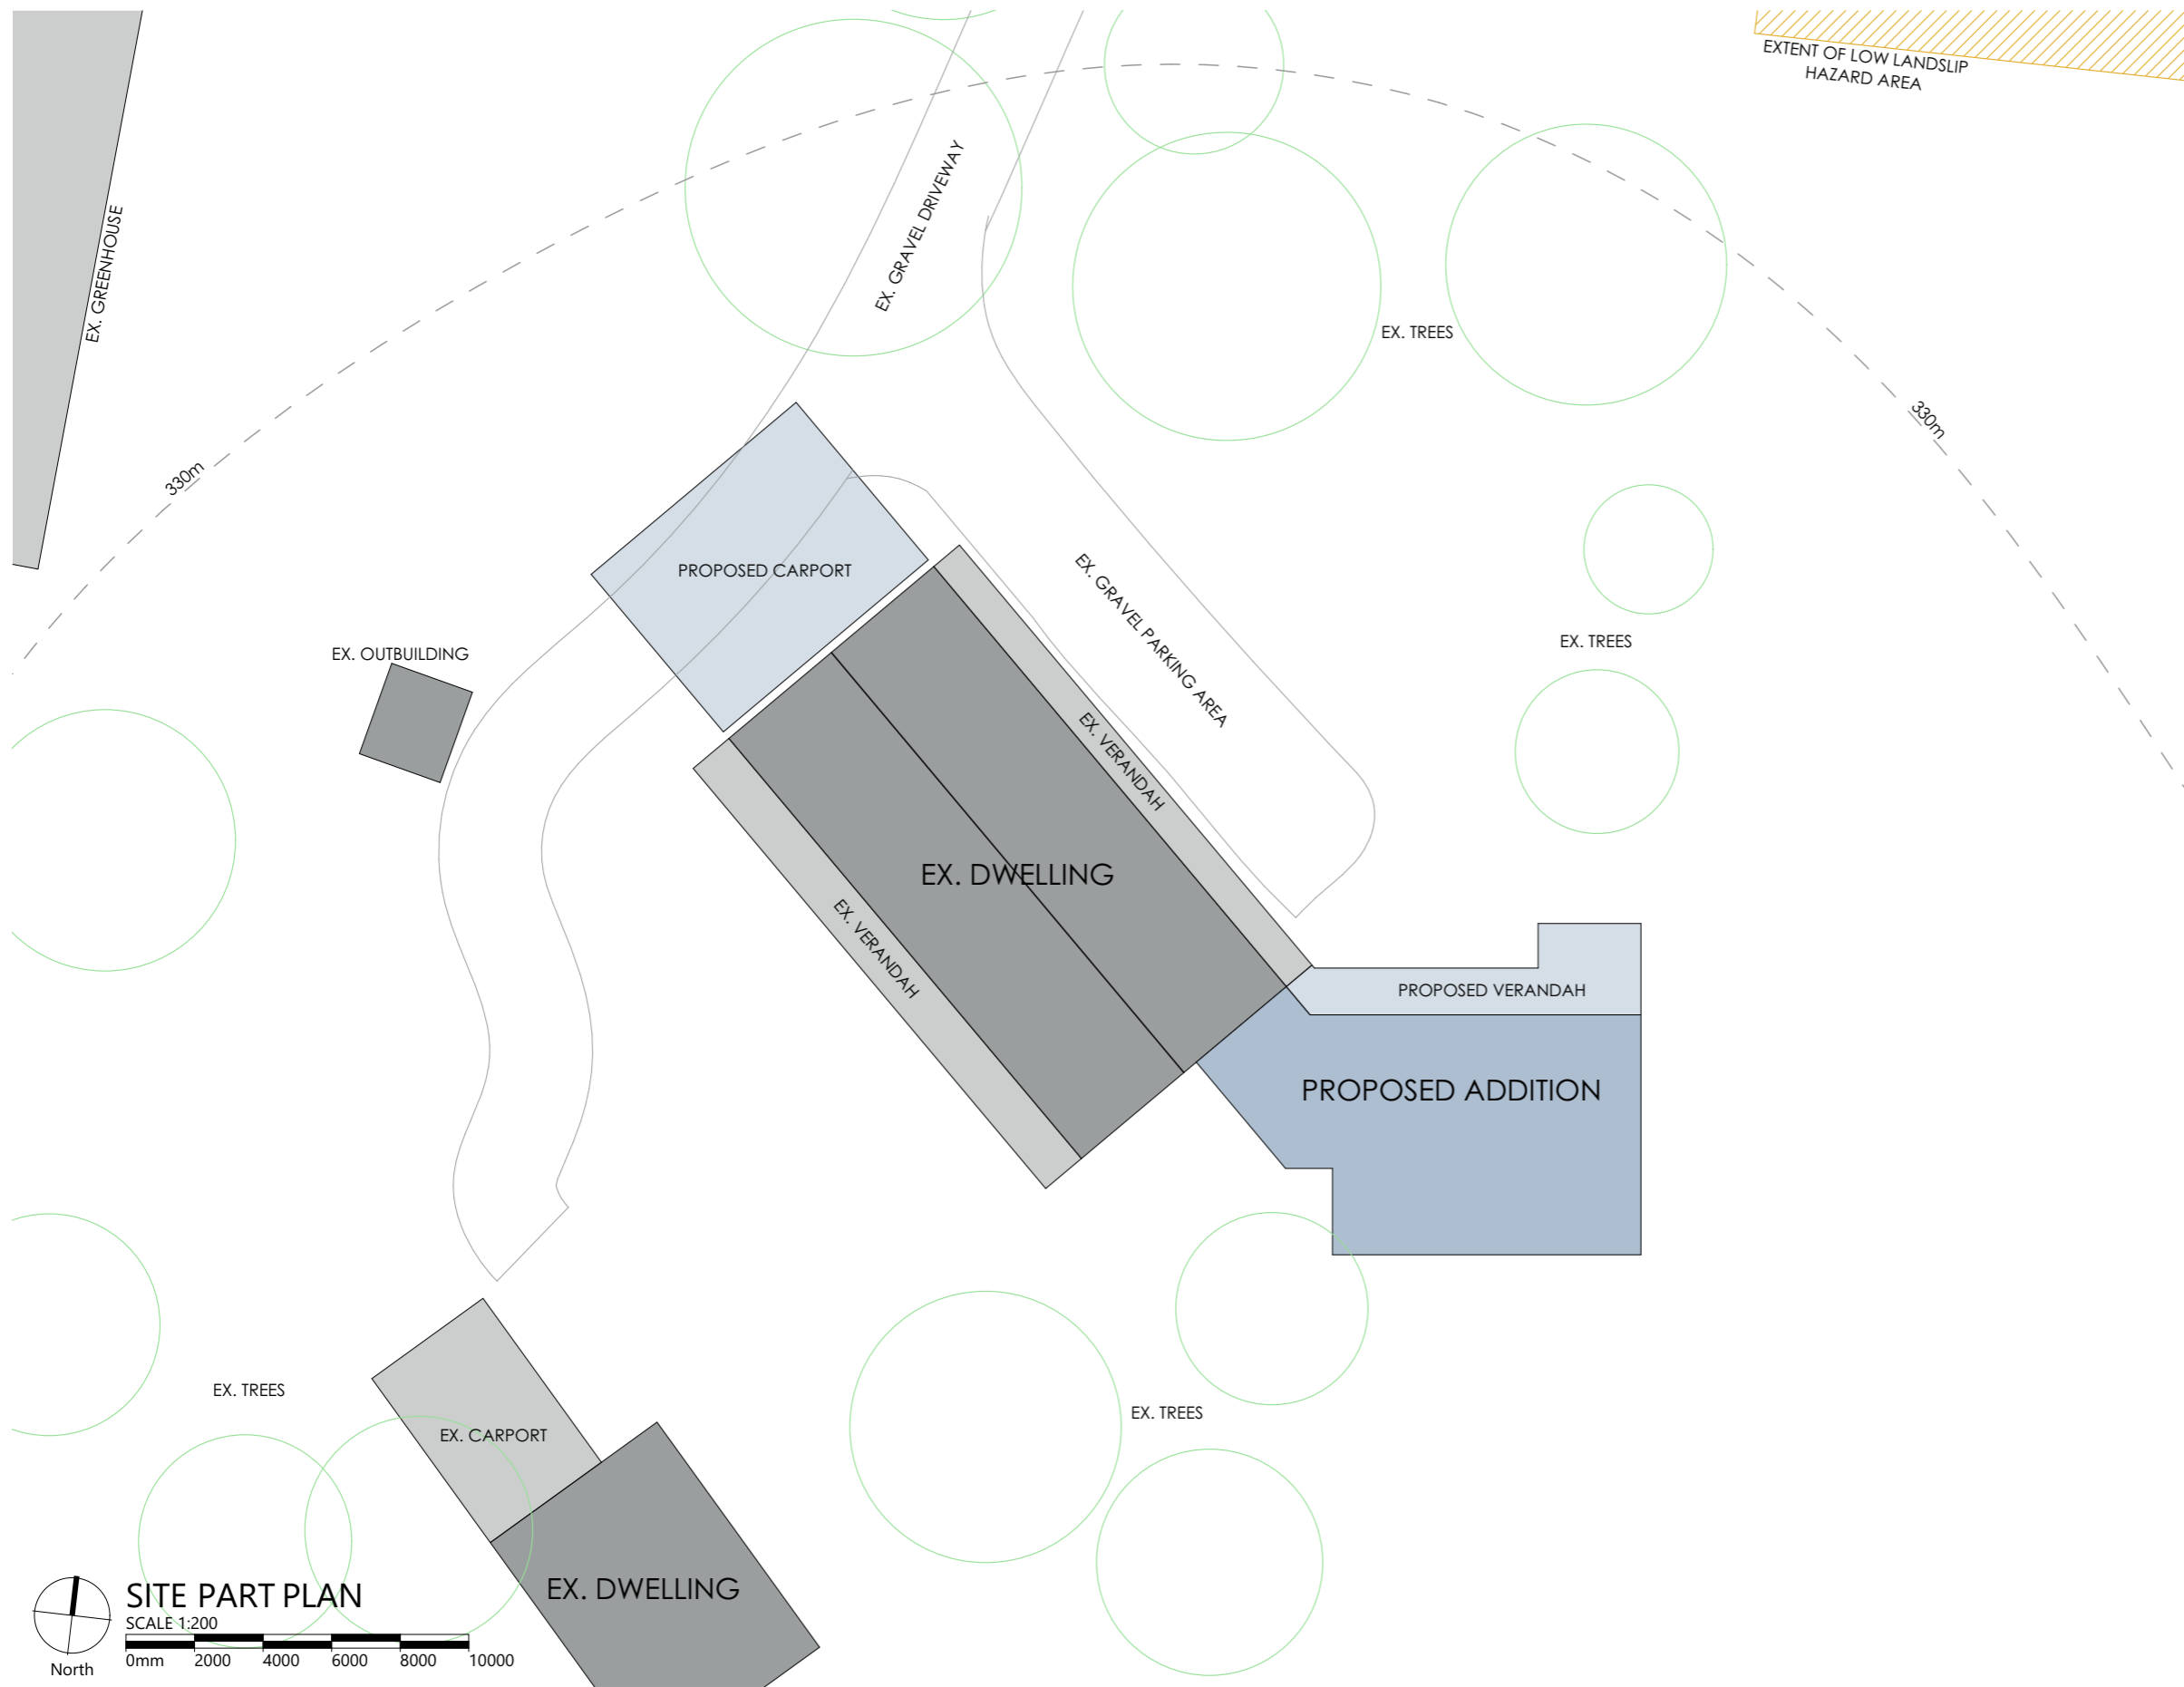 EXTENT OF LOW LANDSLIP
HAZARD AREA
EX. GREENHOUSE
EX. GRAVEL DRIVEWAY
EX. TREES
330m
330m
PROPOSED CARPORT
EX. GRAVEL PARKING AREA
EX. OUTBUILDING
EX. TREES
EX. VERANDAH
EX. DWELLING
EX. VERANDAH
PROPOSED VERANDAH
PROPOSED ADDITION
EX. TREES
EX. TREES
EX. CARPORT
EX. DWELLING
SITE PART PLAN
SCALE 1:200
0mm 2000 4000 6000 8000 10000
North